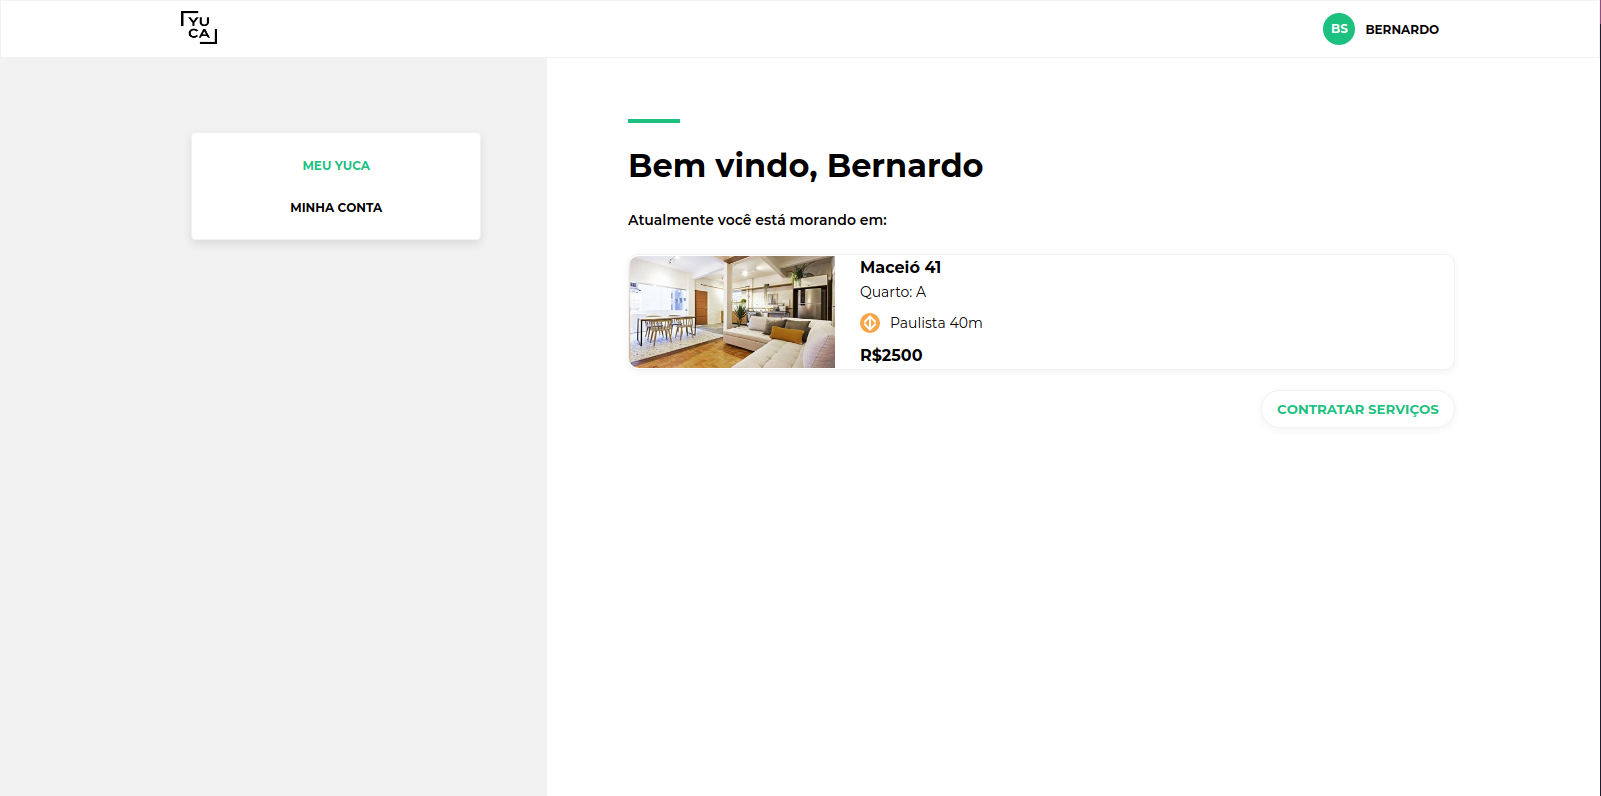 YU
CA
BS BERNARDO
MEU YUCA
MINHA CONTA
Bem vindo, Bernardo
Atualmente você está morando em:
Maceió 41
Quarto: A
Paulista 40m
R$2500
CONTRATAR SERVIÇOS